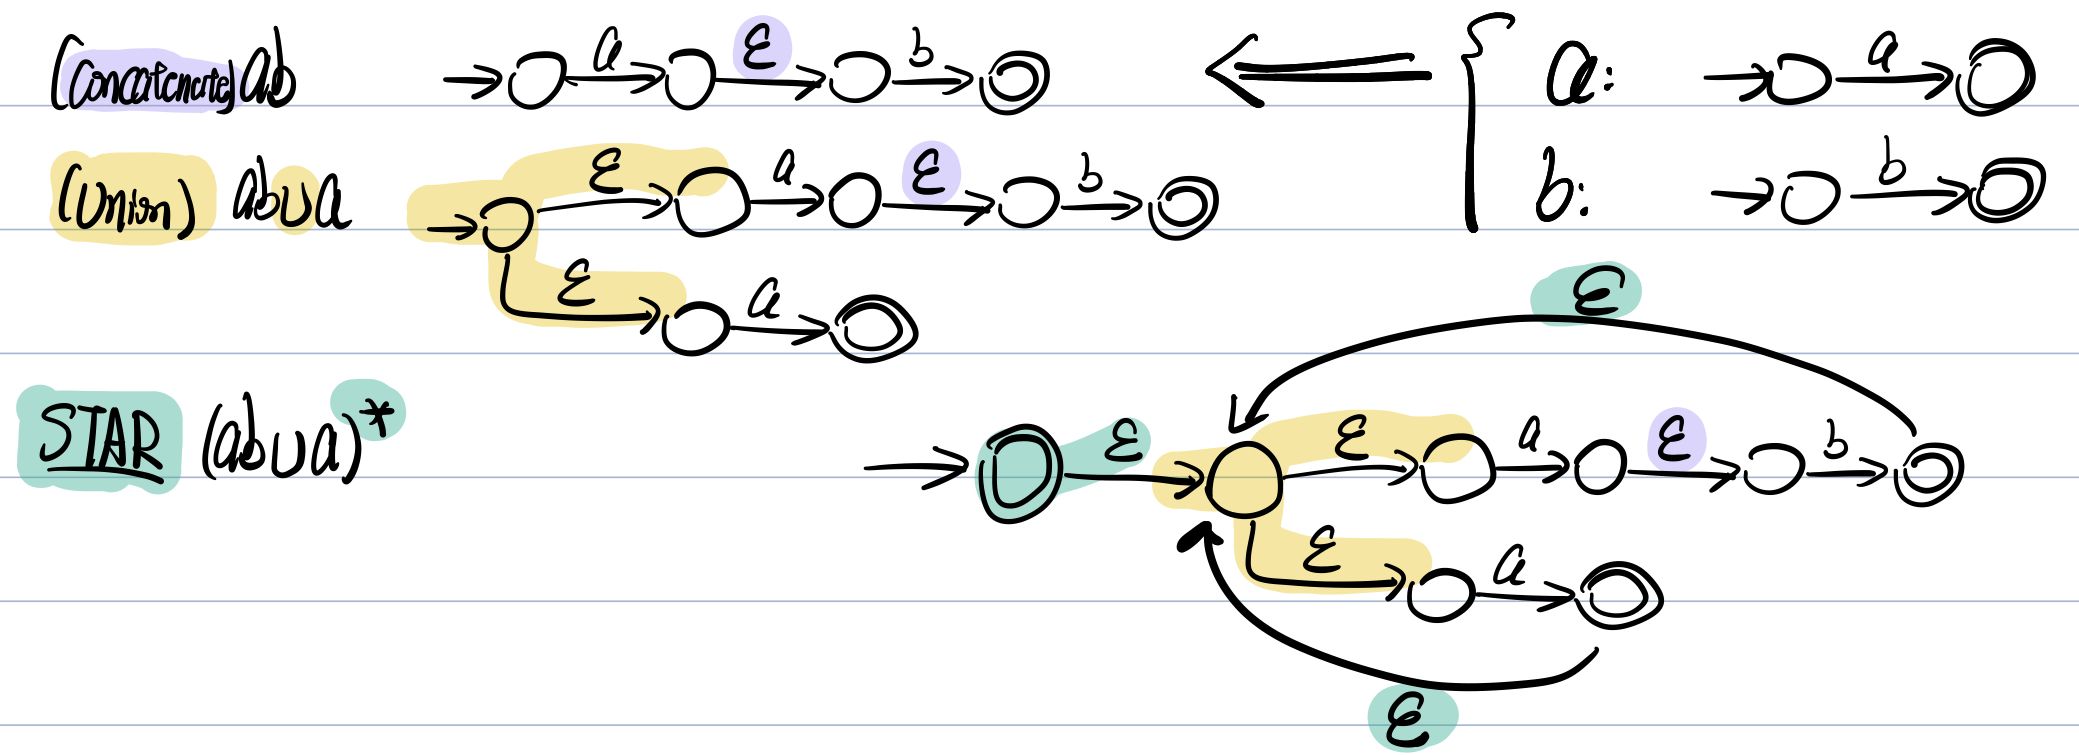 (Concatenate) ab a ε b a: a
(Union) ab∪a ε a ε b b: b
ε a
ε
STAR (ab∪a)* ε ε a ε b
ε a
ε